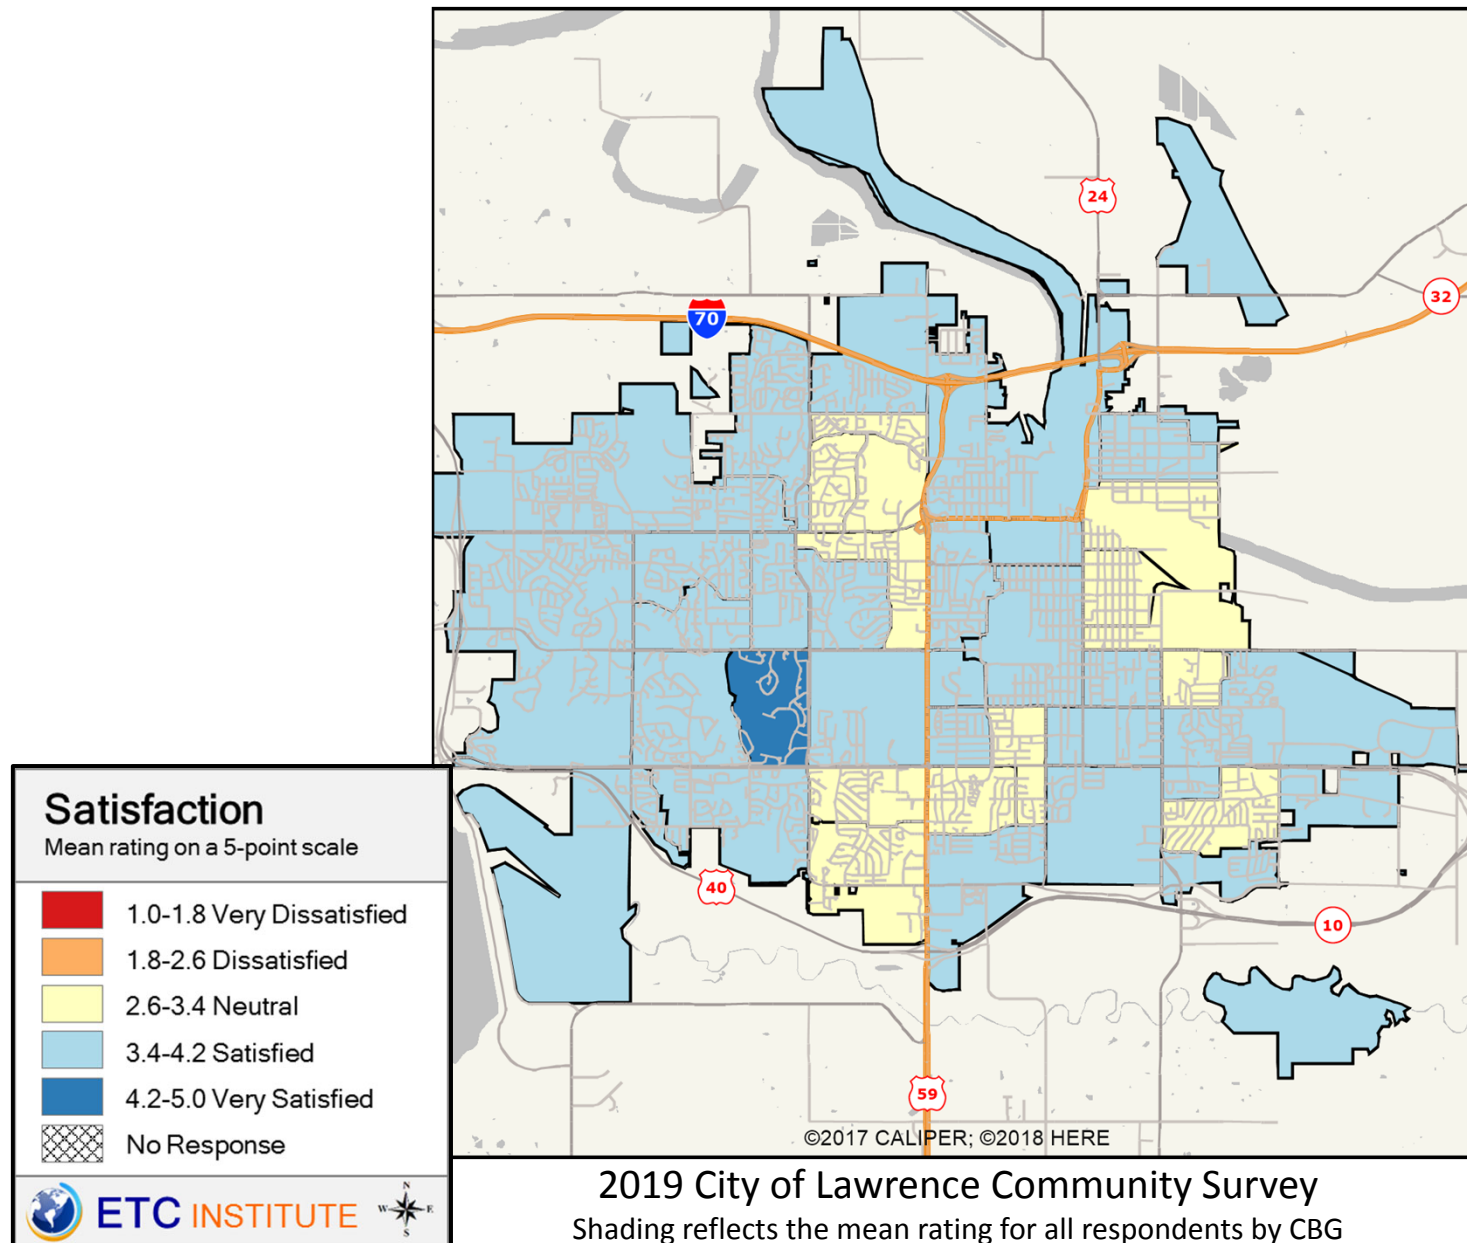 24
32
70
40
10
59
©2017 CALIPER; ©2018 HERE
Satisfaction
Mean rating on a 5-point scale
1.0-1.8 Very Dissatisfied
1.8-2.6 Dissatisfied
2.6-3.4 Neutral
3.4-4.2 Satisfied
4.2-5.0 Very Satisfied
No Response
ETC INSTITUTE
N
W E
S
2019 City of Lawrence Community Survey
Shading reflects the mean rating for all respondents by CBG